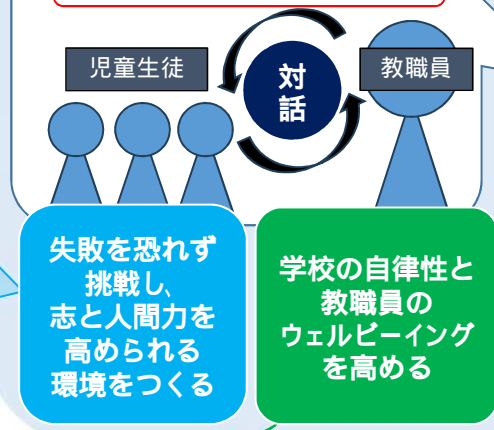 児童生徒
対
話
教職員
失敗を恐れず
挑戦し、
志と人間力を
高められる
環境をつくる
学校の自律性と
教職員の
ウェルビーイング
を高める